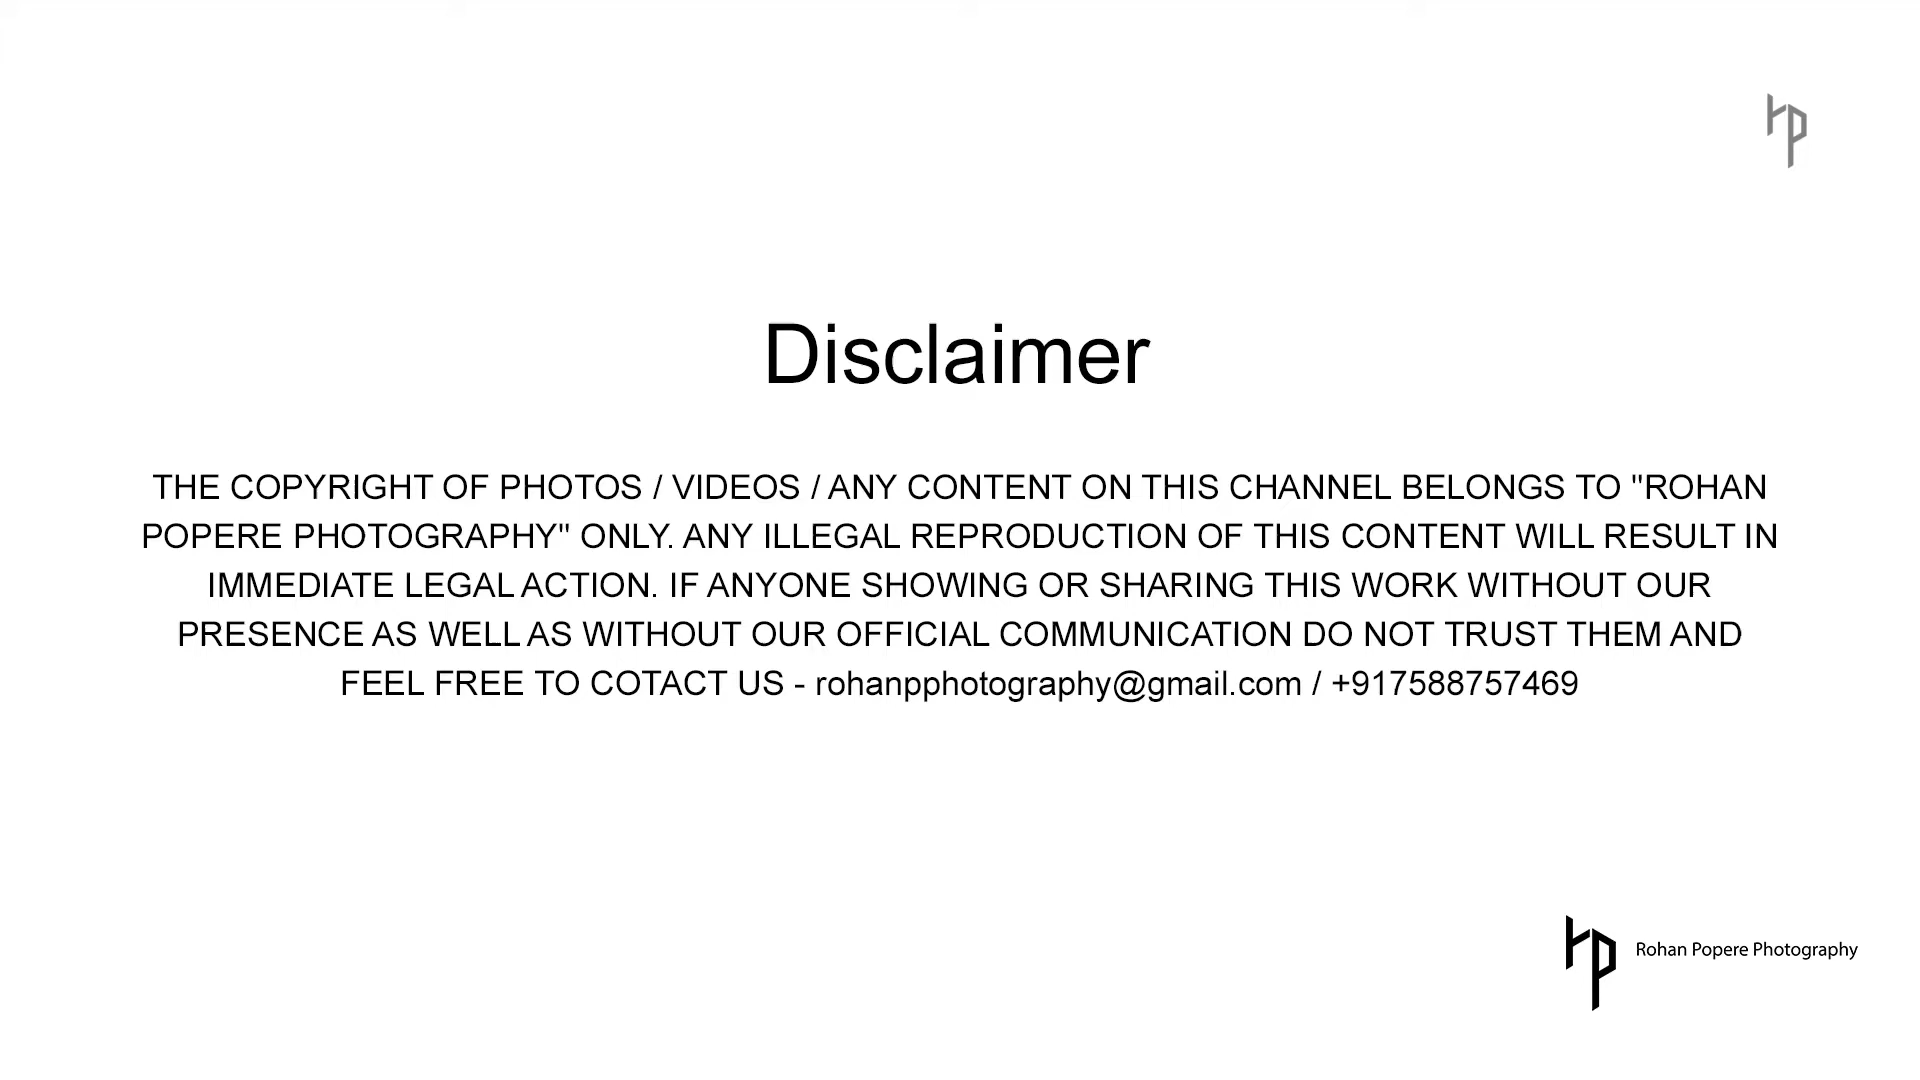 Disclaimer
THE COPYRIGHT OF PHOTOS / VIDEOS / ANY CONTENT ON THIS CHANNEL BELONGS TO "ROHAN
POPERE PHOTOGRAPHY" ONLY. ANY ILLEGAL REPRODUCTION OF THIS CONTENT WILL RESULT IN
IMMEDIATE LEGAL ACTION. IF ANYONE SHOWING OR SHARING THIS WORK WITHOUT OUR
PRESENCE AS WELL AS WITHOUT OUR OFFICIAL COMMUNICATION DO NOT TRUST THEM AND
FEEL FREE TO COTACT US - rohanpphotography@gmail.com / +917588757469
Rohan Popere Photography